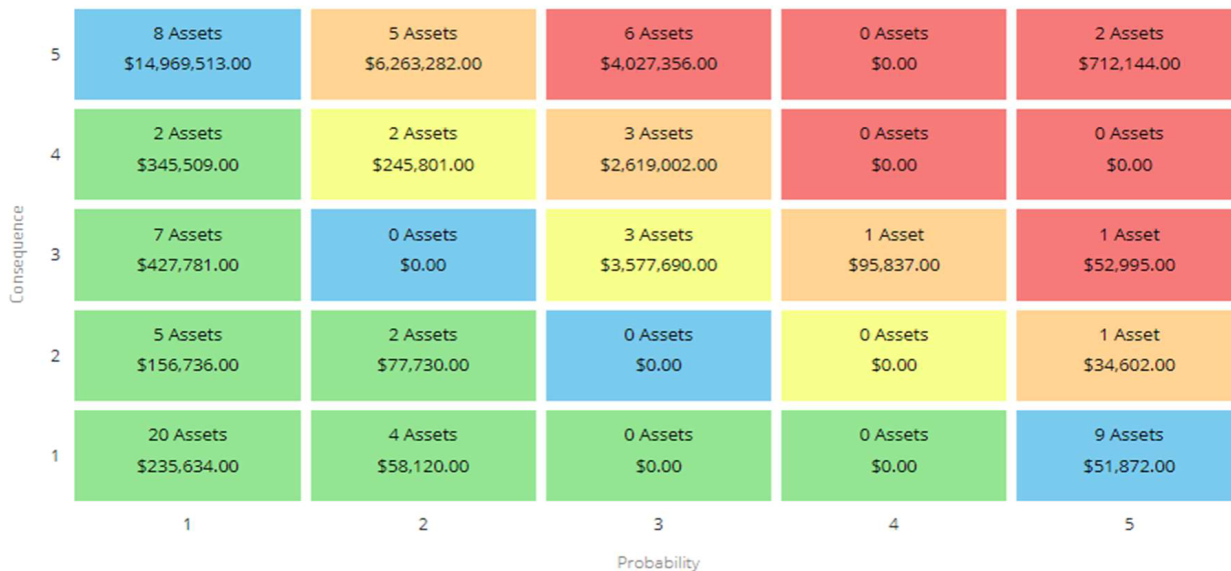 8 Assets
$14,969,513.00
5 Assets
$6,263,282.00
6 Assets
$4,027,356.00
0 Assets
$0.00
2 Assets
$712,144.00
5
2 Assets
$345,509.00
2 Assets
$245,801.00
3 Assets
$2,619,002.00
0 Assets
$0.00
0 Assets
$0.00
4
7 Assets
$427,781.00
0 Assets
$0.00
3 Assets
$3,577,690.00
1 Asset
$95,837.00
1 Asset
$52,995.00
3
Consequence
5 Assets
$156,736.00
2 Assets
$77,730.00
0 Assets
$0.00
0 Assets
$0.00
1 Asset
$34,602.00
2
20 Assets
$235,634.00
4 Assets
$58,120.00
0 Assets
$0.00
0 Assets
$0.00
9 Assets
$51,872.00
1
1
2
3
4
5
Probability